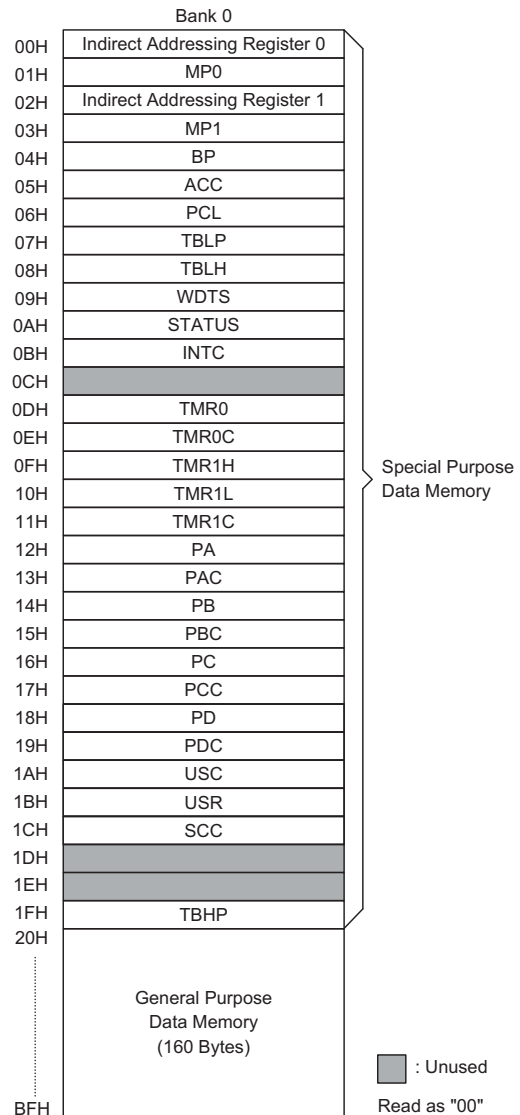 Bank 0
00H Indirect Addressing Register 0
01H MP0
02H Indirect Addressing Register 1
03H MP1
04H BP
05H ACC
06H PCL
07H TBLP
08H TBLH
09H WDTS
0AH STATUS
0BH INTC
0CH
0DH TMR0
0EH TMR0C
0FH TMR1H
10H TMR1L
11H TMR1C
12H PA
13H PAC
14H PB
15H PBC
16H PC
17H PCC
18H PD
19H PDC
1AH USC
1BH USR
1CH SCC
1DH
1EH
1FH TBHP
20H
Special Purpose
Data Memory
General Purpose
Data Memory
(160 Bytes)
BFH
: Unused
Read as "00"